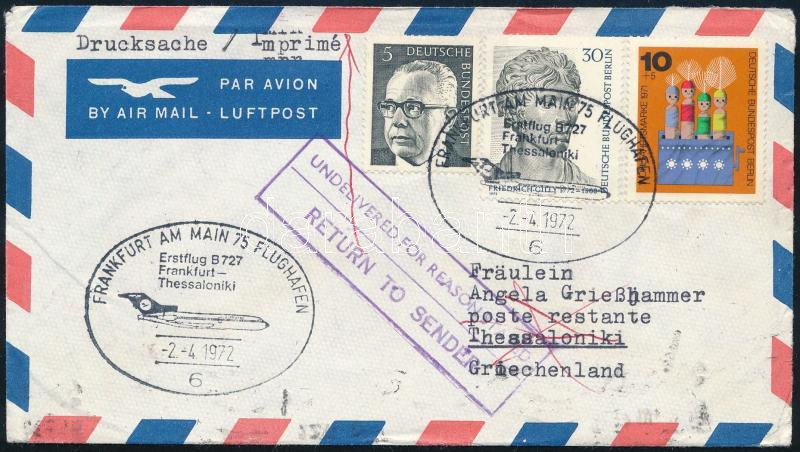 Drucksache / Imprimé
PAR AVION
BY AIR MAIL - LUFTPOST
5
DEUTSCHE BUNDESPOST
30
DEUTSCHE BUNDESPOST BERLIN
FRIEDRICH GILLY 1772-1800
10
+5
DEUTSCHE BUNDESPOST BERLIN
1971
FRANKFURT AM MAIN 75 FLUGHAFEN
Erstflug B727
Frankfurt
Thessaloniki
-2.-4.1972
6
UNDELIVERED FOR REASON
RETURN TO SENDER
FRANKFURT AM MAIN 75 FLUGHAFEN
Erstflug B727
Frankfurt—
Thessaloniki
-2.-4.1972
6
Fräulein
Angela Grießhammer
poste restante
Thessaloniki
Griechenland